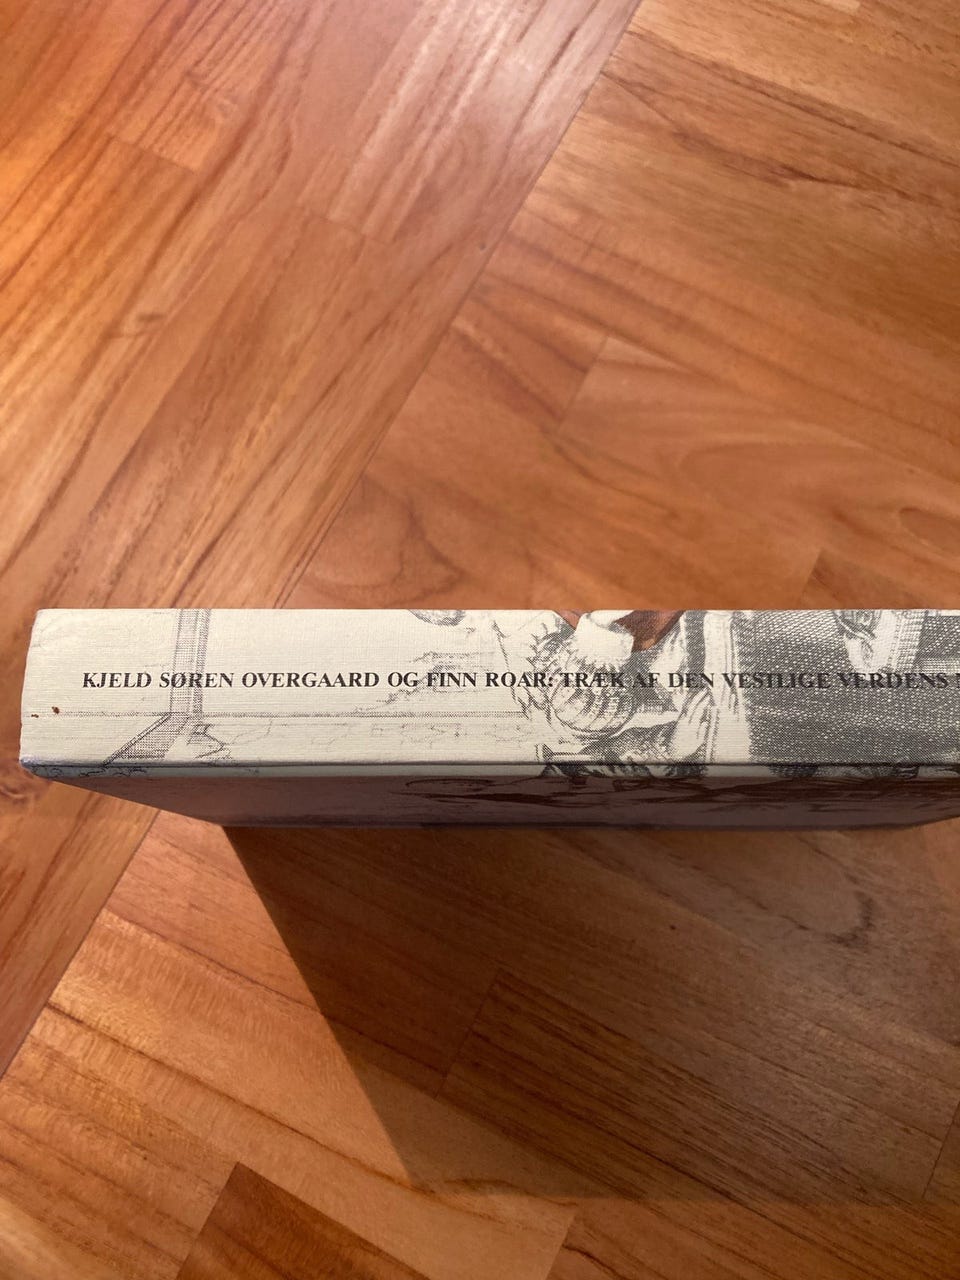 KJELD SØREN OVERGAARD OG FINN ROAR: TRÆK AF DEN VESTLIGE VERDENS